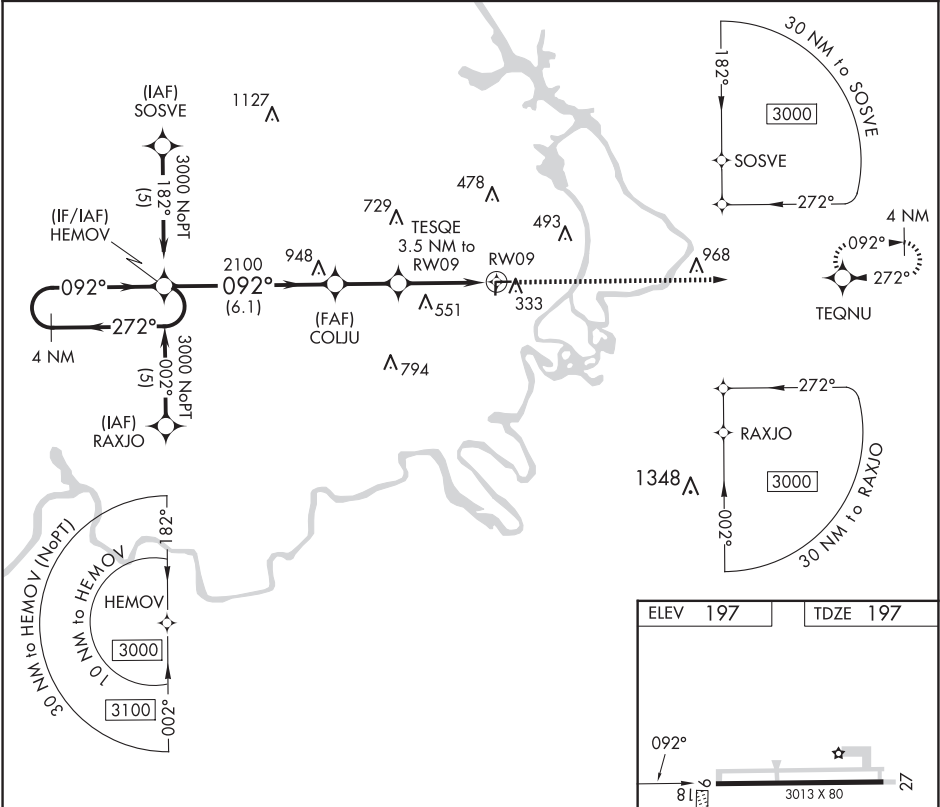 (IAF)
SOSVE
1127
3000 NoPT
182°
(5)
(IF/IAF)
HEMOV
092°
272°
4 NM
2100
092°
(6.1)
948
(FAF)
COLJU
729
TESQE
3.5 NM to
RW09
478
493
RW09
333
551
794
968
3000 NoPT
002°
(5)
(IAF)
RAXJO
30 NM to SOSVE
182°
3000
SOSVE
272°
4 NM
092°
272°
TEQNU
272°
RAXJO
1348
3000
002°
30 NM to RAXJO
30 NM to HEMOV (NoPT)
10 NM to HEMOV
182°
HEMOV
3000
3100
002°
ELEV 197
TDZE 197
092°
9
27
3013 X 80